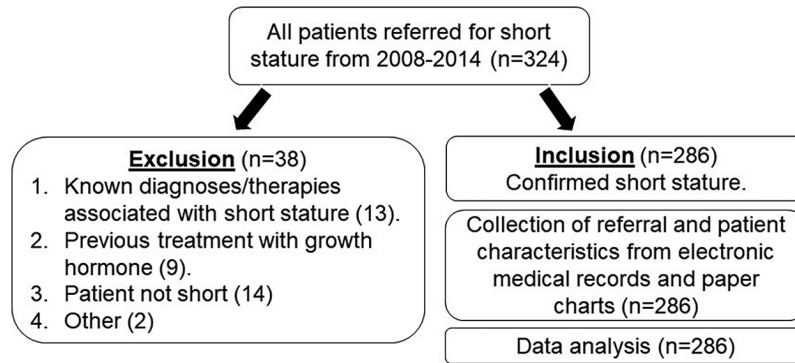 All patients referred for short
stature from 2008-2014 (n=324)
Exclusion (n=38)
1. Known diagnoses/therapies
associated with short stature (13).
2. Previous treatment with growth
hormone (9).
3. Patient not short (14)
4. Other (2)
Inclusion (n=286)
Confirmed short stature.
Collection of referral and patient
characteristics from electronic
medical records and paper
charts (n=286)
Data analysis (n=286)